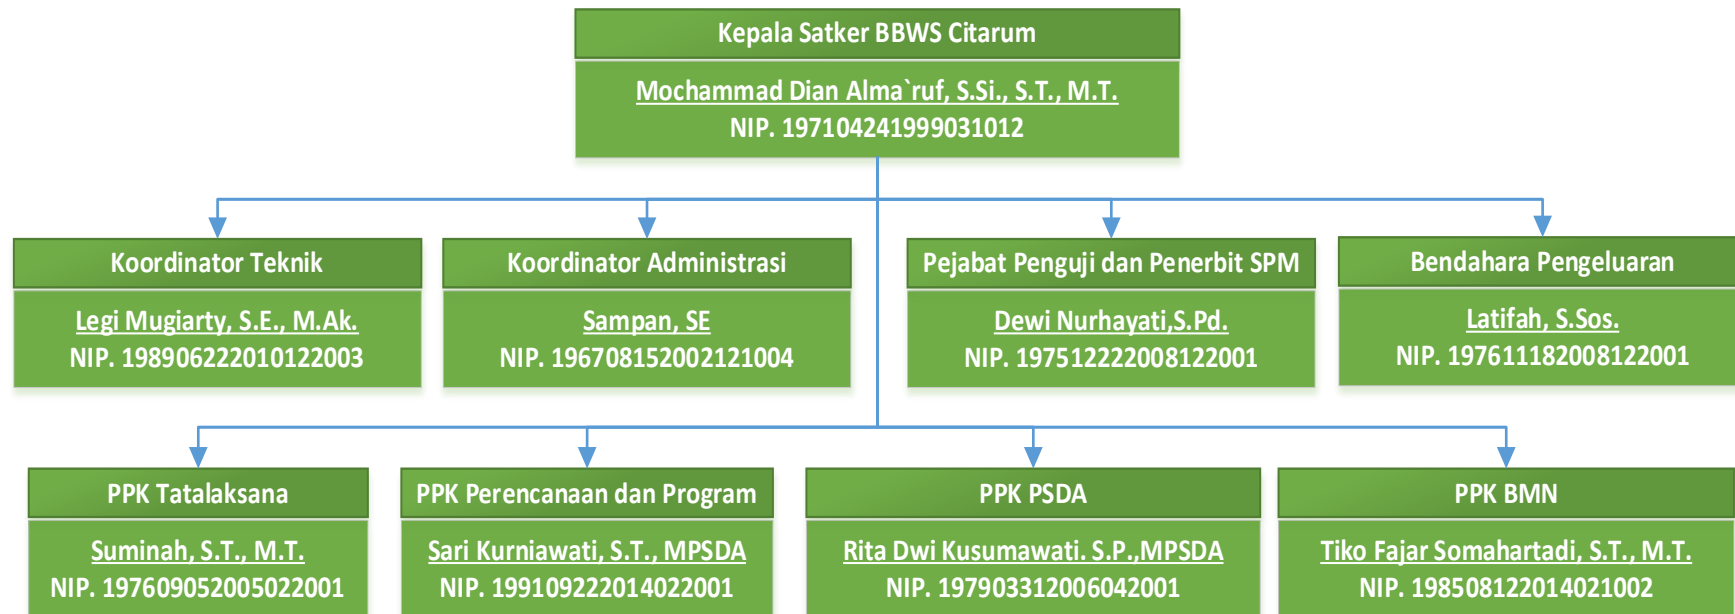 Kepala Satker BBWS Citarum
Mochammad Dian Alma`ruf, S.Si., S.T., M.T.
NIP. 197104241999031012
Koordinator Teknik
Legi Mugiarty, S.E., M.Ak.
NIP. 198906222010122003
Koordinator Administrasi
Sampan, SE
NIP. 196708152002121004
Pejabat Penguji dan Penerbit SPM
Dewi Nurhayati,S.Pd.
NIP. 197512222008122001
Bendahara Pengeluaran
Latifah, S.Sos.
NIP. 197611182008122001
PPK Tatalaksana
Suminah, S.T., M.T.
NIP. 197609052005022001
PPK Perencanaan dan Program
Sari Kurniawati, S.T., MPSDA
NIP. 199109222014022001
PPK PSDA
Rita Dwi Kusumawati. S.P.,MPSDA
NIP. 197903312006042001
PPK BMN
Tiko Fajar Somahartadi, S.T., M.T.
NIP. 198508122014021002